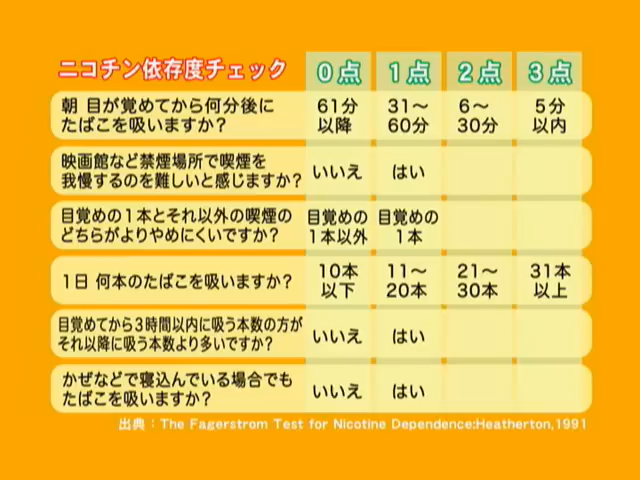 ニコチン依存度チェック 0点 1点 2点 3点
朝 目が覚めてから何分後に
たばこを吸いますか?
61分
以降
31〜
60分
6〜
30分
5分
以内
映画館など禁煙場所で喫煙を
我慢するのを難しいと感じますか?
いいえ はい
目覚めの1本とそれ以外の喫煙の
どちらがよりやめにくいですか?
目覚めの
1本以外
目覚めの
1本
1日 何本のたばこを吸いますか?
10本
以下
11〜
20本
21〜
30本
31本
以上
目覚めてから3時間以内に吸う本数の方が
それ以降に吸う本数より多いですか?
いいえ はい
かぜなどで寝込んでいる場合でも
たばこを吸いますか?
いいえ はい
出典:The Fagerstrom Test for Nicotine Dependence:Heatherton,1991